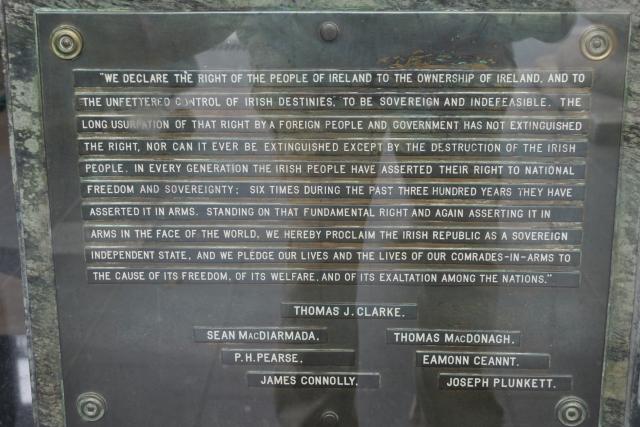 "WE DECLARE THE RIGHT OF THE PEOPLE OF IRELAND TO THE OWNERSHIP OF IRELAND, AND TO
THE UNFETTERED CONTROL OF IRISH DESTINIES, TO BE SOVEREIGN AND INDEFEASIBLE. THE
LONG USURPATION OF THAT RIGHT BY A FOREIGN PEOPLE AND GOVERNMENT HAS NOT EXTINGUISHED
THE RIGHT, NOR CAN IT EVER BE EXTINGUISHED EXCEPT BY THE DESTRUCTION OF THE IRISH
PEOPLE. IN EVERY GENERATION THE IRISH PEOPLE HAVE ASSERTED THEIR RIGHT TO NATIONAL
FREEDOM AND SOVEREIGNTY; SIX TIMES DURING THE PAST THREE HUNDRED YEARS THEY HAVE
ASSERTED IT IN ARMS. STANDING ON THAT FUNDAMENTAL RIGHT AND AGAIN ASSERTING IT IN
ARMS IN THE FACE OF THE WORLD, WE HEREBY PROCLAIM THE IRISH REPUBLIC AS A SOVEREIGN
INDEPENDENT STATE, AND WE PLEDGE OUR LIVES AND THE LIVES OF OUR COMRADES-IN-ARMS TO
THE CAUSE OF ITS FREEDOM, OF ITS WELFARE, AND OF ITS EXALTATION AMONG THE NATIONS."
THOMAS J. CLARKE.
SEAN MACDIARMADA. THOMAS MACDONAGH.
P.H. PEARSE. EAMONN CEANNT.
JAMES CONNOLLY. JOSEPH PLUNKETT.